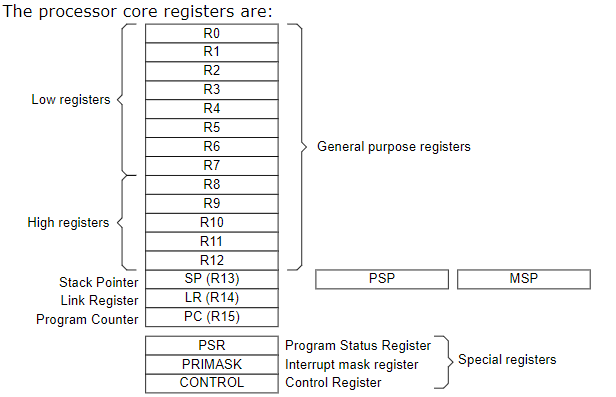 The processor core registers are:
R0
R1
R2
Low registers
R3
R4
R5
R6
General purpose registers
R7
R8
R9
High registers
R10
R11
R12
Stack Pointer
SP (R13)
PSP
MSP
Link Register
LR (R14)
Program Counter
PC (R15)
PSR
Program Status Register
PRIMASK
Interrupt mask register
Special registers
CONTROL
Control Register